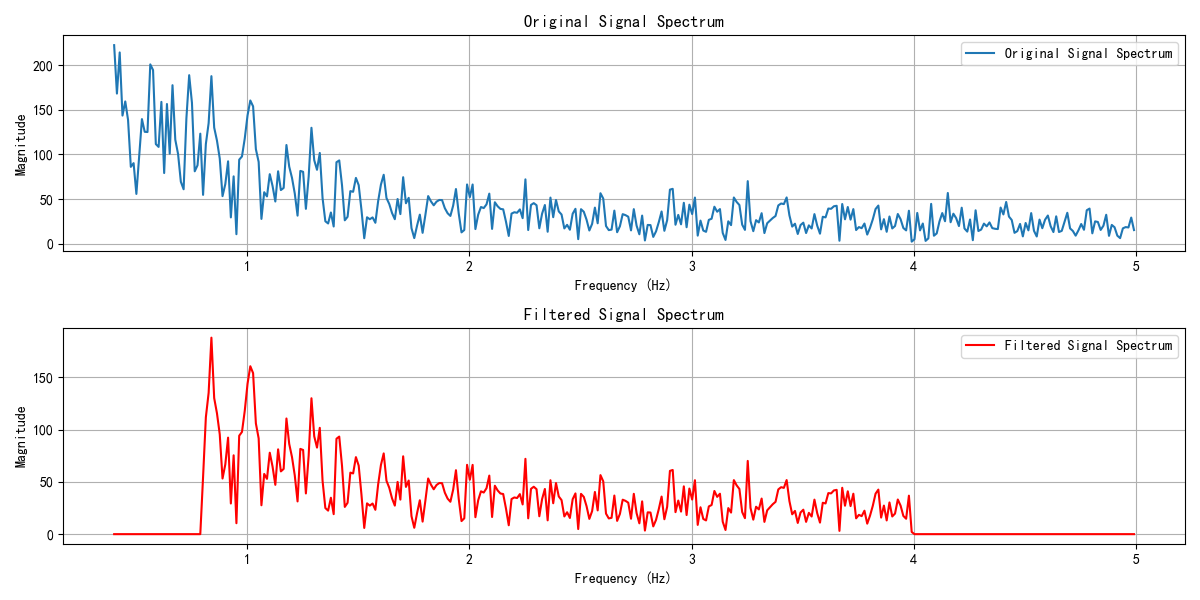 Original Signal Spectrum
Original Signal Spectrum
200
150
100
50
0
Magnitude
1
2
3
4
5
Frequency (Hz)
Filtered Signal Spectrum
Filtered Signal Spectrum
150
100
50
0
Magnitude
1
2
3
4
5
Frequency (Hz)